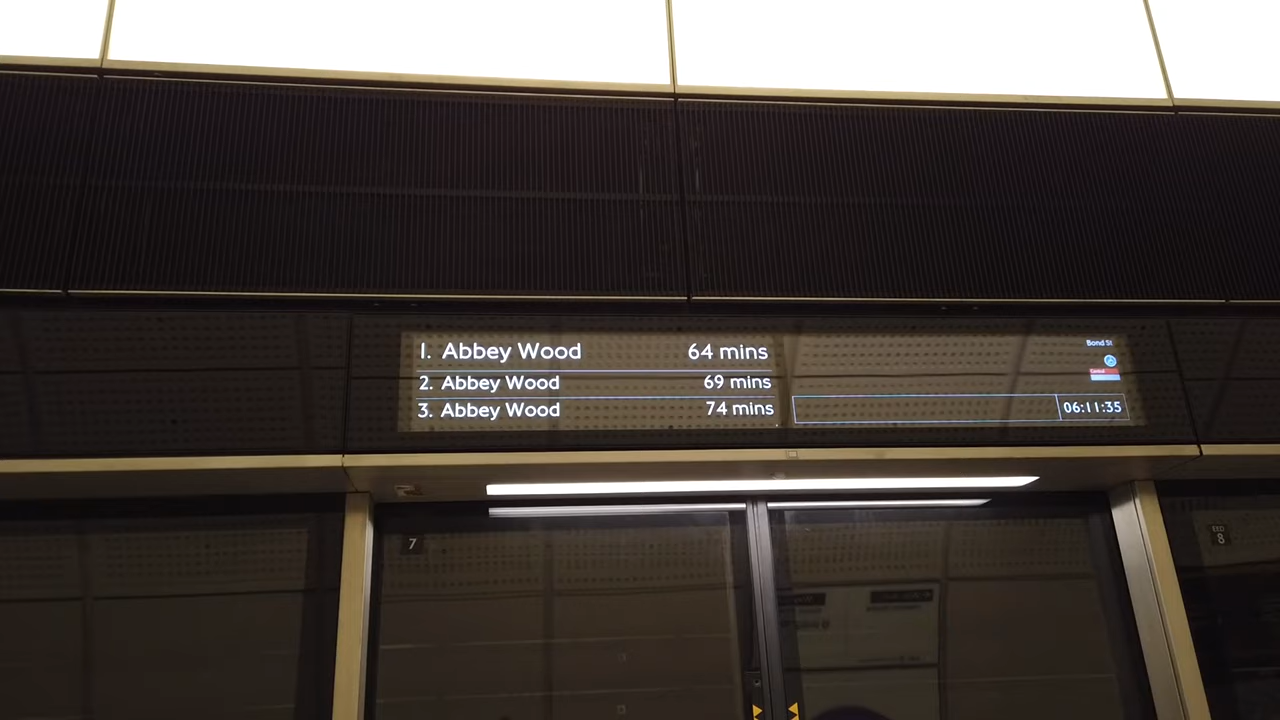 1. Abbey Wood 64 mins
2. Abbey Wood 69 mins
3. Abbey Wood 74 mins
Bond St
Central
06:11:35
7
8